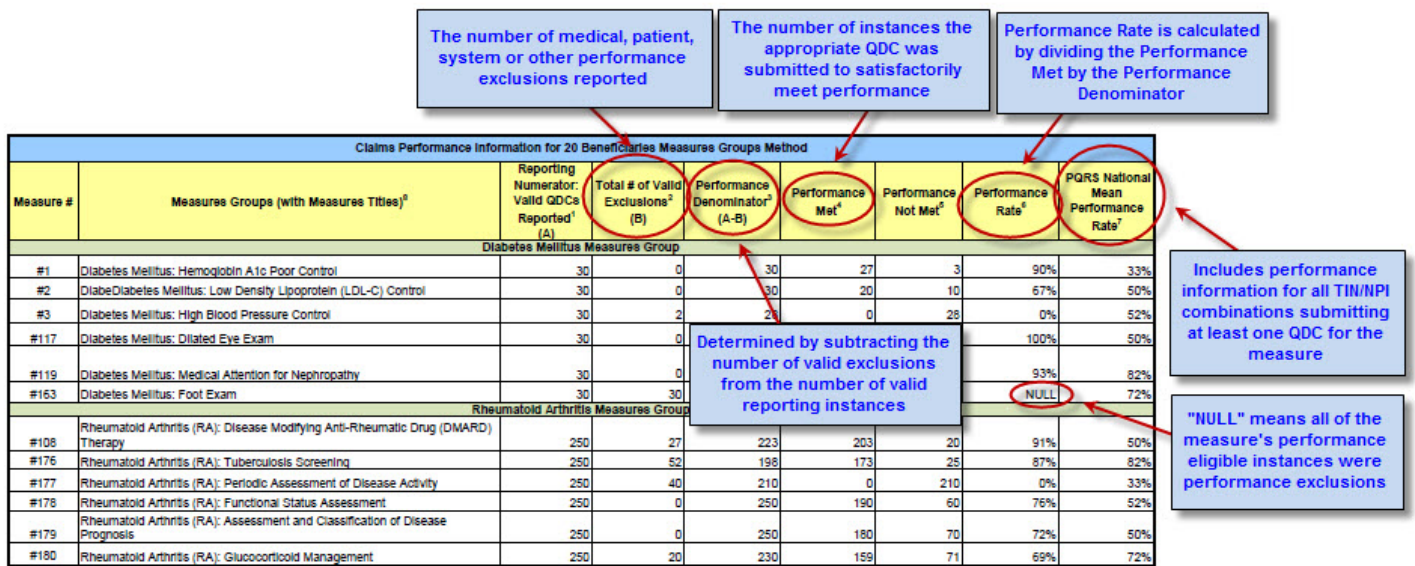 The number of medical, patient,
system or other performance
exclusions reported
The number of instances the
appropriate QDC was
submitted to satisfactorily
meet performance
Performance Rate is calculated
by dividing the Performance
Met by the Performance
Denominator
Claims Performance Information for 20 Beneficiaries Measures Groups Method
Measure #
Measures Groups (with Measures Titles)⁸
Reporting
Numerator:
Valid QDCs
Reported¹
(A)
Total # of Valid
Exclusions²
(B)
Performance
Denominator³
(A-B)
Performance
Met⁴
Performance
Not Met⁵
Performance
Rate⁶
PQRS National
Mean
Performance
Rate⁷
Diabetes Mellitus Measures Group
#1 Diabetes Mellitus: Hemoglobin A1c Poor Control 30 0 30 27 3 90% 33%
#2 DiabeDiabetes Mellitus: Low Density Lipoprotein (LDL-C) Control 30 0 30 20 10 67% 50%
#3 Diabetes Mellitus: High Blood Pressure Control 30 2 0 28 0% 52%
#117 Diabetes Mellitus: Dilated Eye Exam 30 0 100% 50%
#119 Diabetes Mellitus: Medical Attention for Nephropathy 30 0 93% 82%
#163 Diabetes Mellitus: Foot Exam 30 30 NULL 72%
Determined by subtracting the
number of valid exclusions
from the number of valid
reporting instances
Includes performance
information for all TIN/NPI
combinations submitting
at least one QDC for the
measure
"NULL" means all of the
measure's performance
eligible instances were
performance exclusions
Rheumatoid Arthritis Measures Group
#108 Rheumatoid Arthritis (RA): Disease Modifying Anti-Rheumatic Drug (DMARD)
Therapy 250 27 223 203 20 91% 50%
#176 Rheumatoid Arthritis (RA): Tuberculosis Screening 250 52 198 173 25 87% 82%
#177 Rheumatoid Arthritis (RA): Periodic Assessment of Disease Activity 250 40 210 0 210 0% 33%
#178 Rheumatoid Arthritis (RA): Functional Status Assessment 250 0 250 190 60 76% 52%
#179 Rheumatoid Arthritis (RA): Assessment and Classification of Disease
Prognosis 250 0 250 180 70 72% 50%
#180 Rheumatoid Arthritis (RA): Glucocorticoid Management 250 20 230 159 71 69% 72%